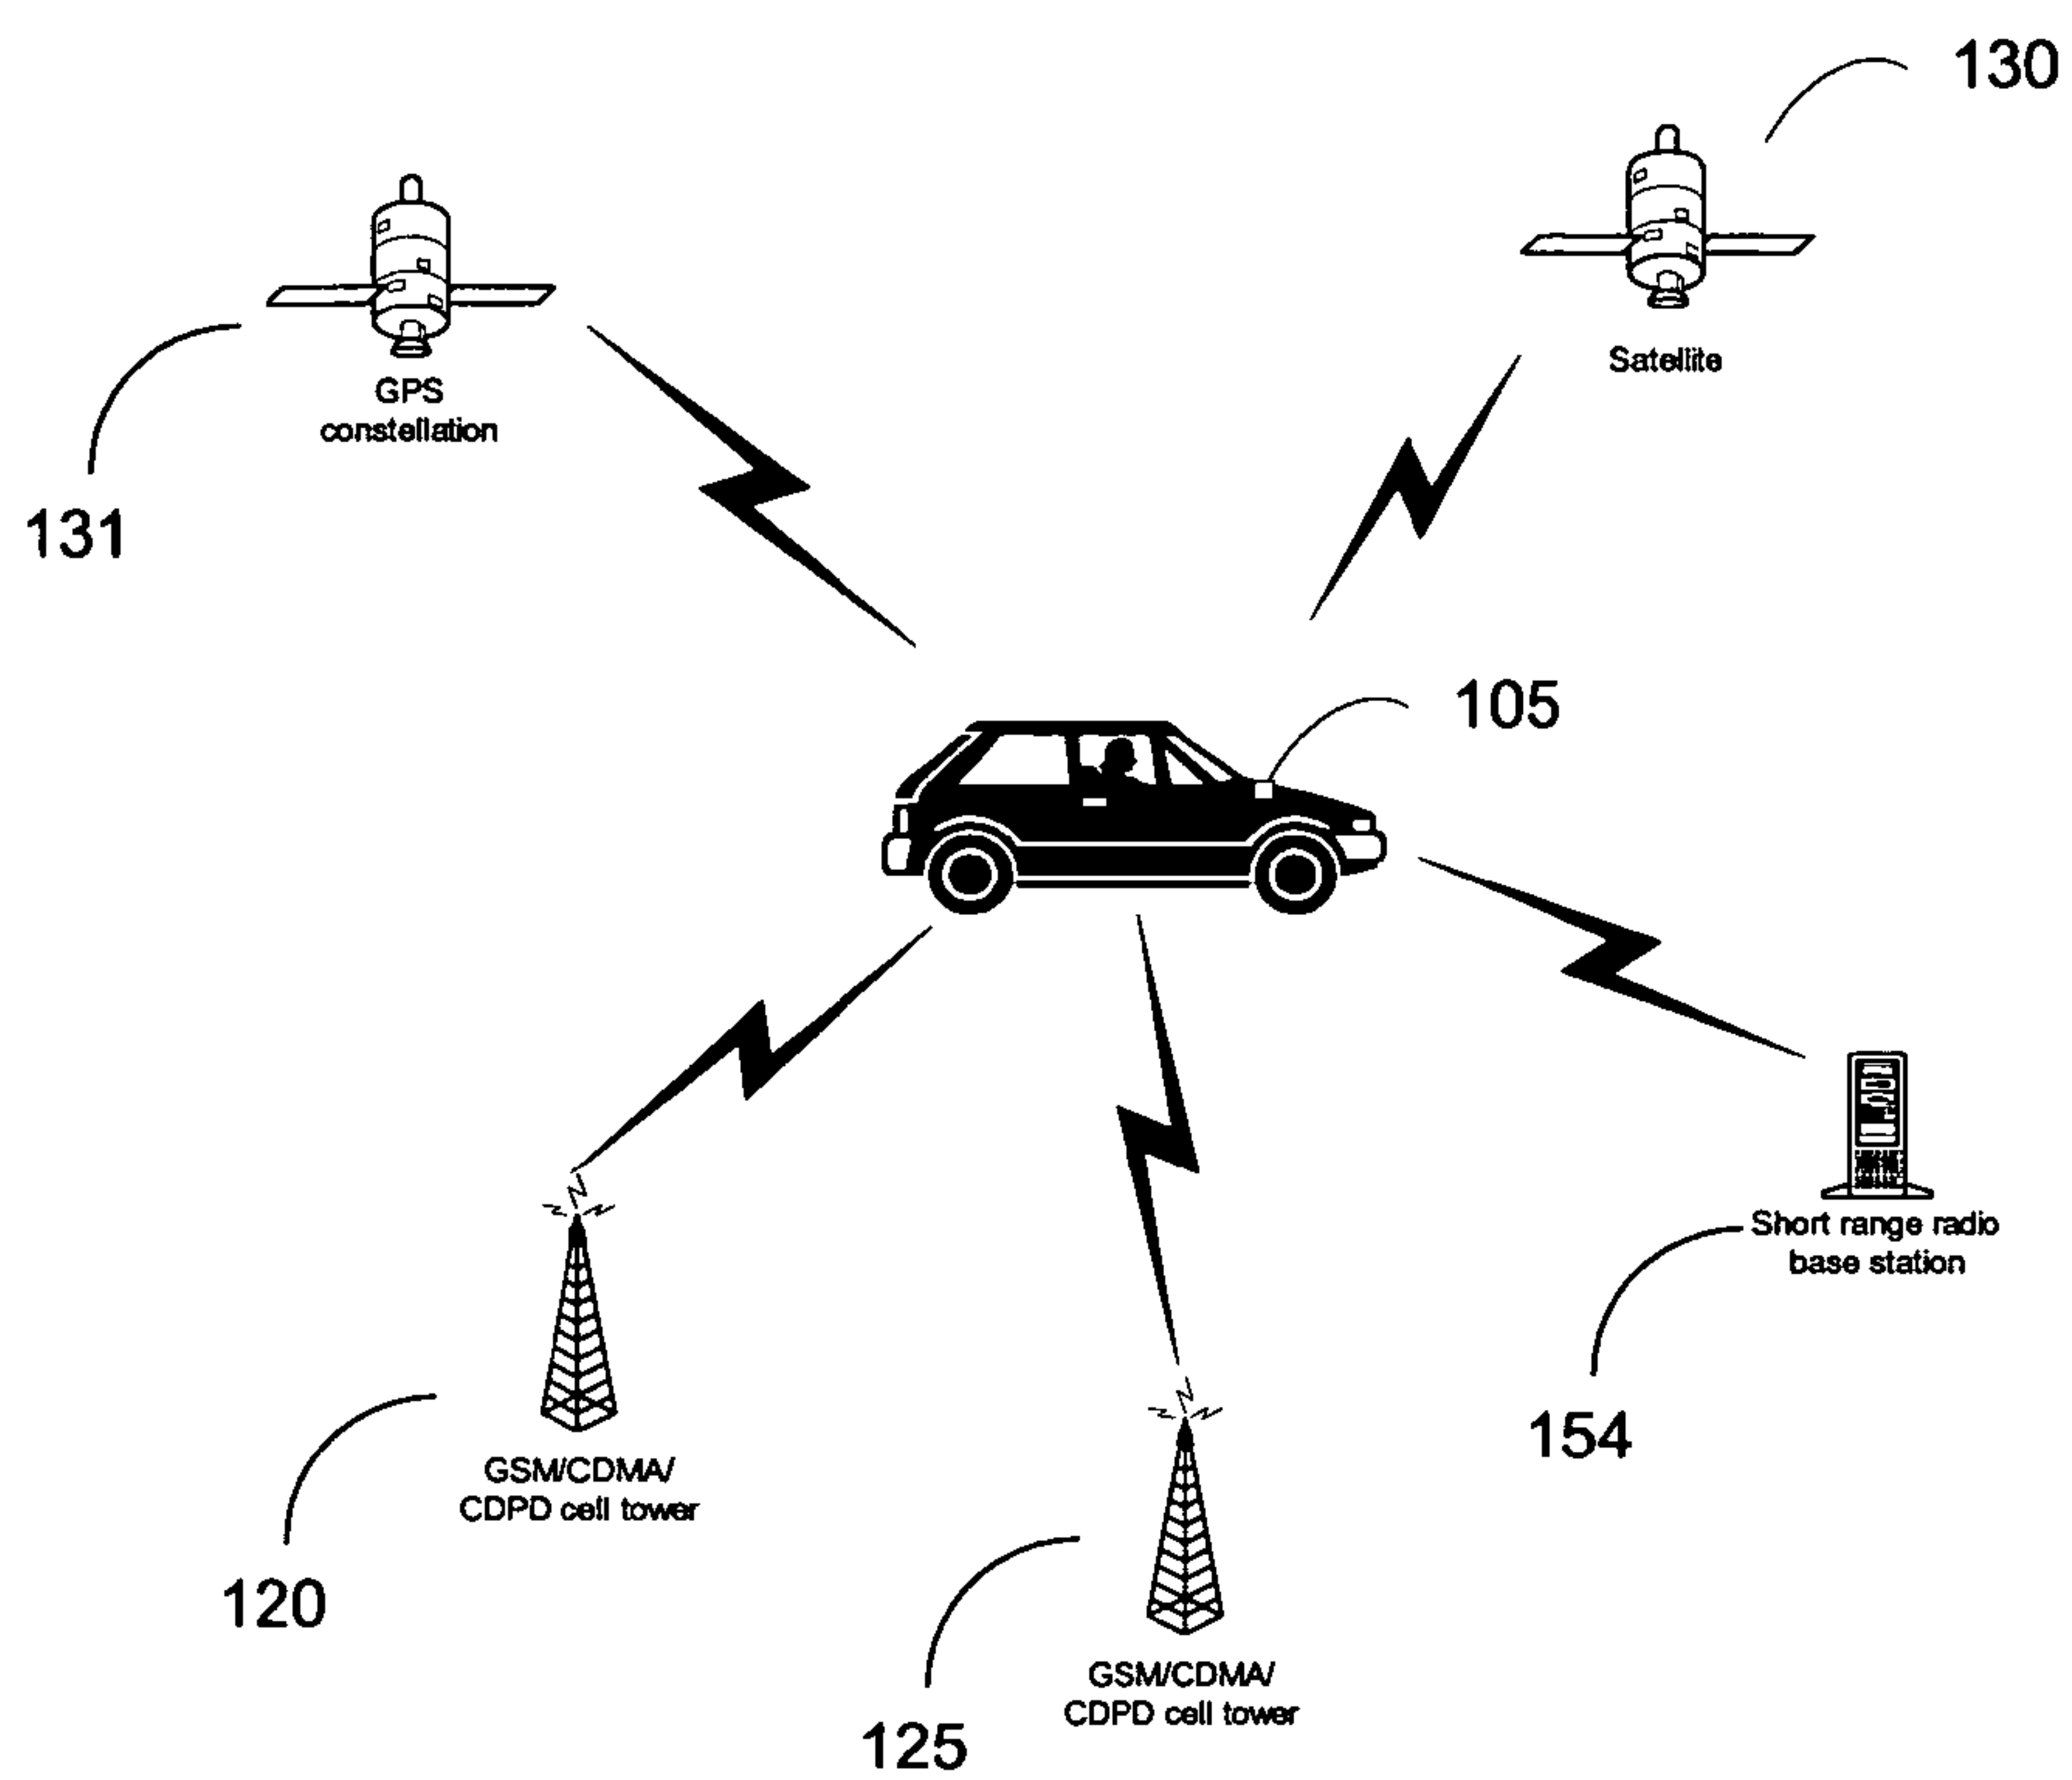 130
Satellite
GPS
constellation
131
105
Short range radio
base station
154
GSM/CDMA/
CDPD cell tower
120
GSM/CDMA/
CDPD cell tower
125